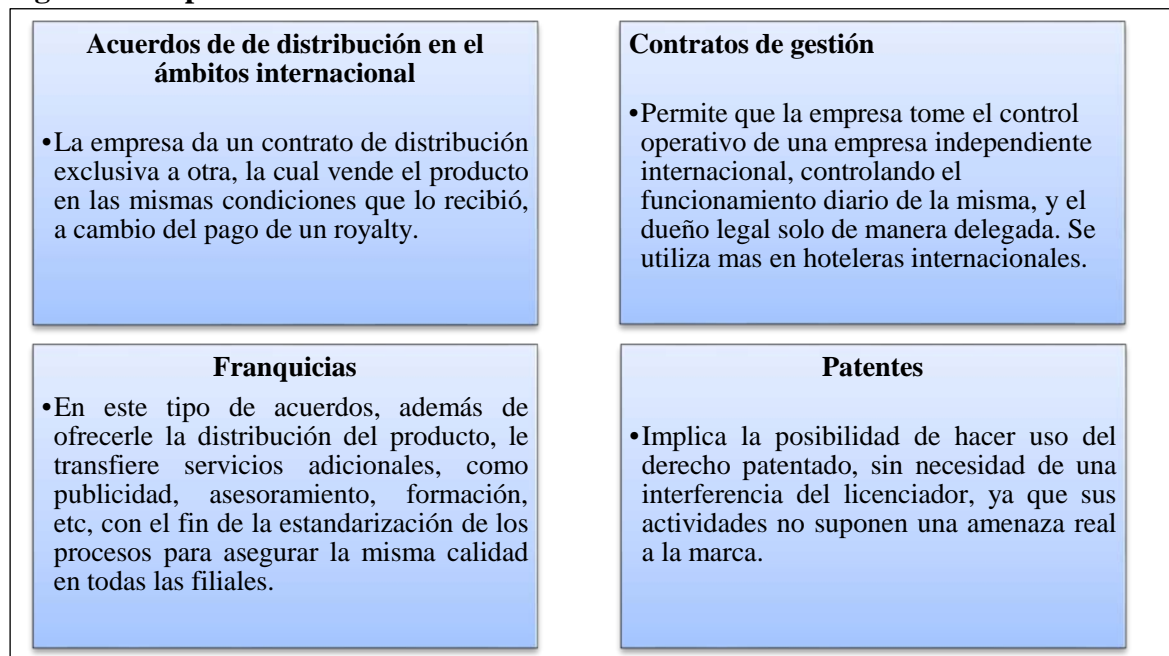 Acuerdos de de distribución en el
ámbitos internacional
•La empresa da un contrato de distribución
exclusiva a otra, la cual vende el producto
en las mismas condiciones que lo recibió,
a cambio del pago de un royalty.
Contratos de gestión
•Permite que la empresa tome el control
operativo de una empresa independiente
internacional, controlando el
funcionamiento diario de la misma, y el
dueño legal solo de manera delegada. Se
utiliza mas en hoteleras internacionales.
Franquicias
•En este tipo de acuerdos, además de
ofrecerle la distribución del producto, le
transfiere servicios adicionales, como
publicidad, asesoramiento, formación,
etc, con el fin de la estandarización de los
procesos para asegurar la misma calidad
en todas las filiales.
Patentes
•Implica la posibilidad de hacer uso del
derecho patentado, sin necesidad de una
interferencia del licenciador, ya que sus
actividades no suponen una amenaza real
a la marca.